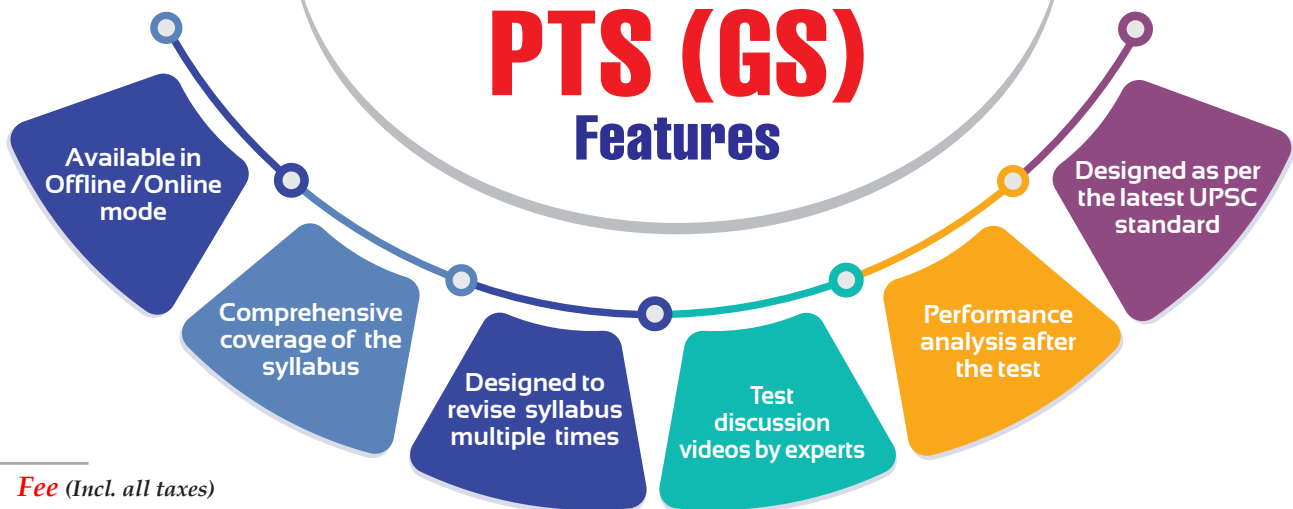 PTS (GS)
Features
Available in
Offline /Online
mode
Comprehensive
coverage of the
syllabus
Designed to
revise syllabus
multiple times
Test
discussion
videos by experts
Performance
analysis after
the test
Designed as per
the latest UPSC
standard
Fee (Incl. all taxes)